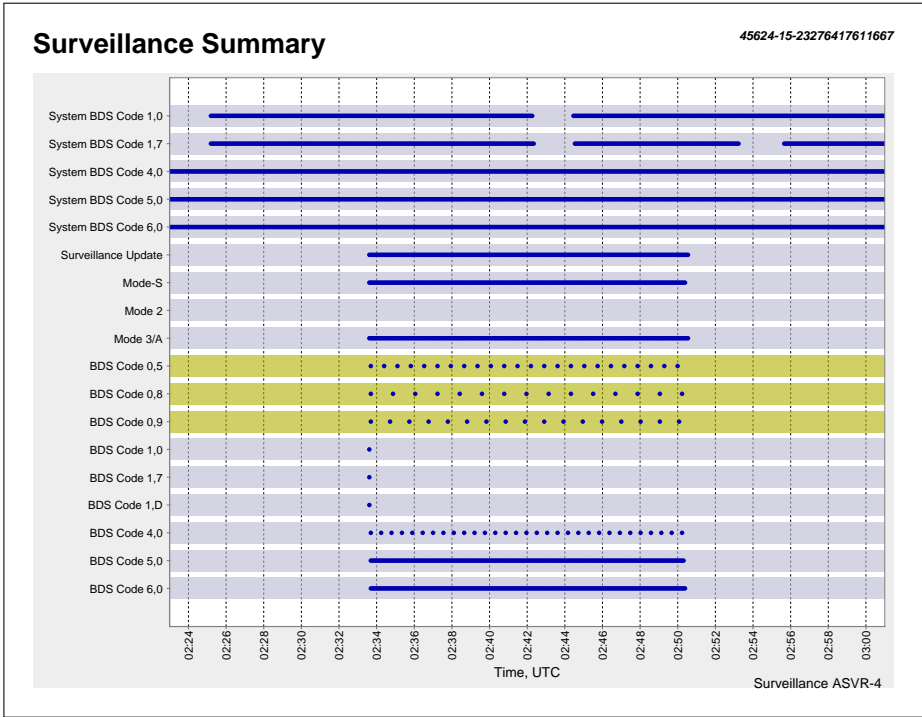 Surveillance Summary
45624-15-23276417611667
System BDS Code 1,0
System BDS Code 1,7
System BDS Code 4,0
System BDS Code 5,0
System BDS Code 6,0
Surveillance Update
Mode-S
Mode 2
Mode 3/A
BDS Code 0,5
BDS Code 0,8
BDS Code 0,9
BDS Code 1,0
BDS Code 1,7
BDS Code 1,D
BDS Code 4,0
BDS Code 5,0
BDS Code 6,0
02:24 02:26 02:28 02:30 02:32 02:34 02:36 02:38 02:40 02:42 02:44 02:46 02:48 02:50 02:52 02:54 02:56 02:58 03:00
Time, UTC
Surveillance ASVR-4